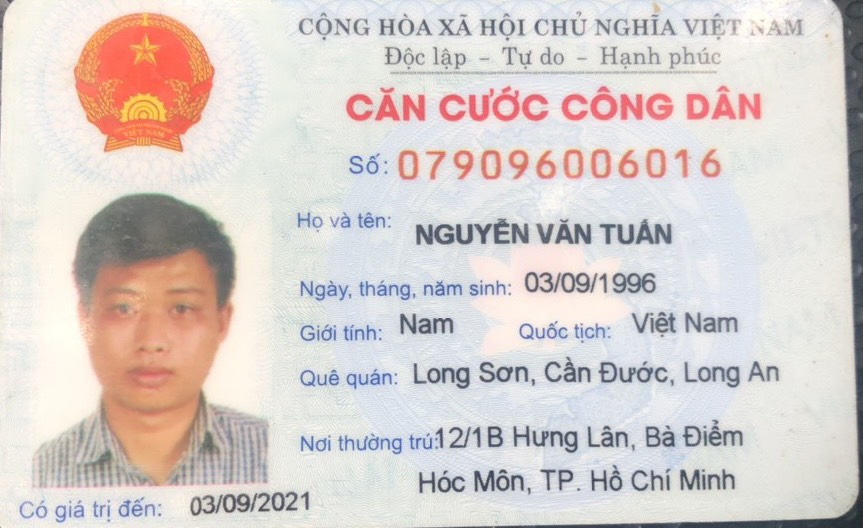 CỘNG HÒA XÃ HỘI CHỦ NGHĨA VIỆT NAM
Độc lập - Tự do - Hạnh phúc
CĂN CƯỚC CÔNG DÂN
Số: 079096006016
Họ và tên: NGUYỄN VĂN TUẤN
Ngày, tháng, năm sinh: 03/09/1996
Giới tính: Nam Quốc tịch: Việt Nam
Quê quán: Long Sơn, Cần Đước, Long An
Nơi thường trú: 12/1B Hưng Lân, Bà Điểm
Hóc Môn, TP. Hồ Chí Minh
Có giá trị đến: 03/09/2021
VIỆT NAM